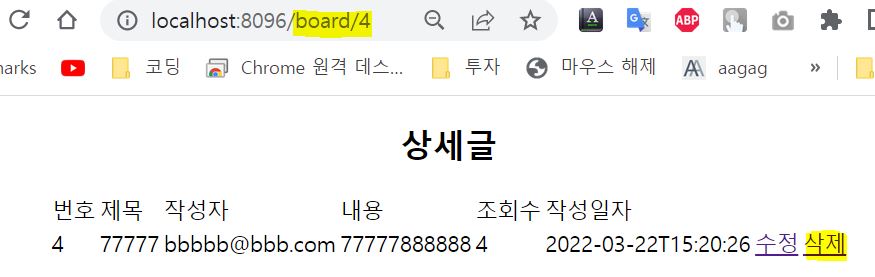 localhost:8096/board/4
A
G
ABP
narks
코딩
Chrome 원격 데스...
투자
마우스 해제
AA
aagag
»
상세글
번호 제목 작성자 내용 조회수 작성일자
4 77777 bbbbb@bbb.com 77777888888 4 2022-03-22T15:20:26 수정 삭제